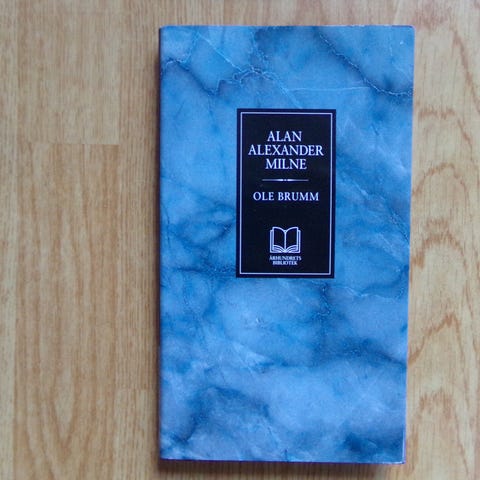 ALAN
ALEXANDER
MILNE
OLE BRUMM
ÅRHUNDRETS
BIBLIOTEK